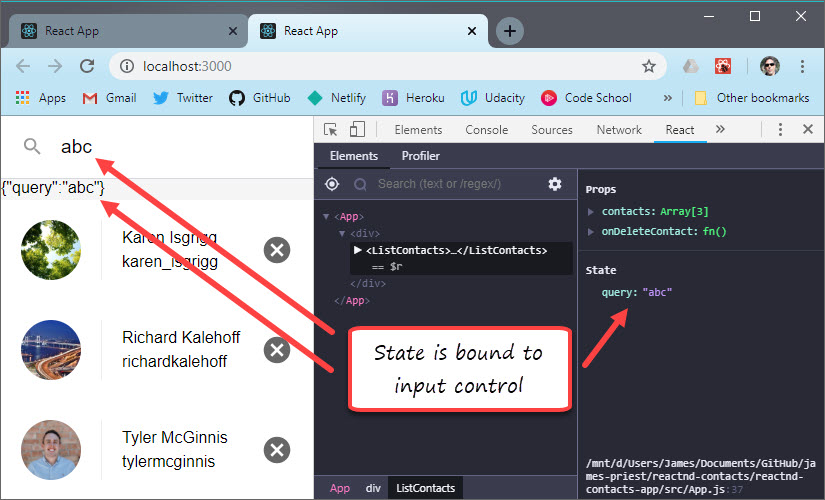 React App
React App
localhost:3000
Apps Gmail Twitter GitHub Netlify Heroku Udacity Code School » Other bookmarks
abc
{"query":"abc"}
Karen Isgrigg
karen_isgrigg
Richard Kalehoff
richardkalehoff
Tyler McGinnis
tylermcginnis
Elements Console Sources Network React »
Elements Profiler
Search (text or /regex/)
<App>
<div>
<ListContacts>…</ListContacts>
== $r
</div>
</App>
App div ListContacts
Props
contacts: Array[3]
onDeleteContact: fn()
State
query: "abc"
/mnt/d/Users/James/Documents/GitHub/ja
mes-priest/reactnd-contacts/reactnd-
contacts-app/src/App.js:37
State is bound to
input control